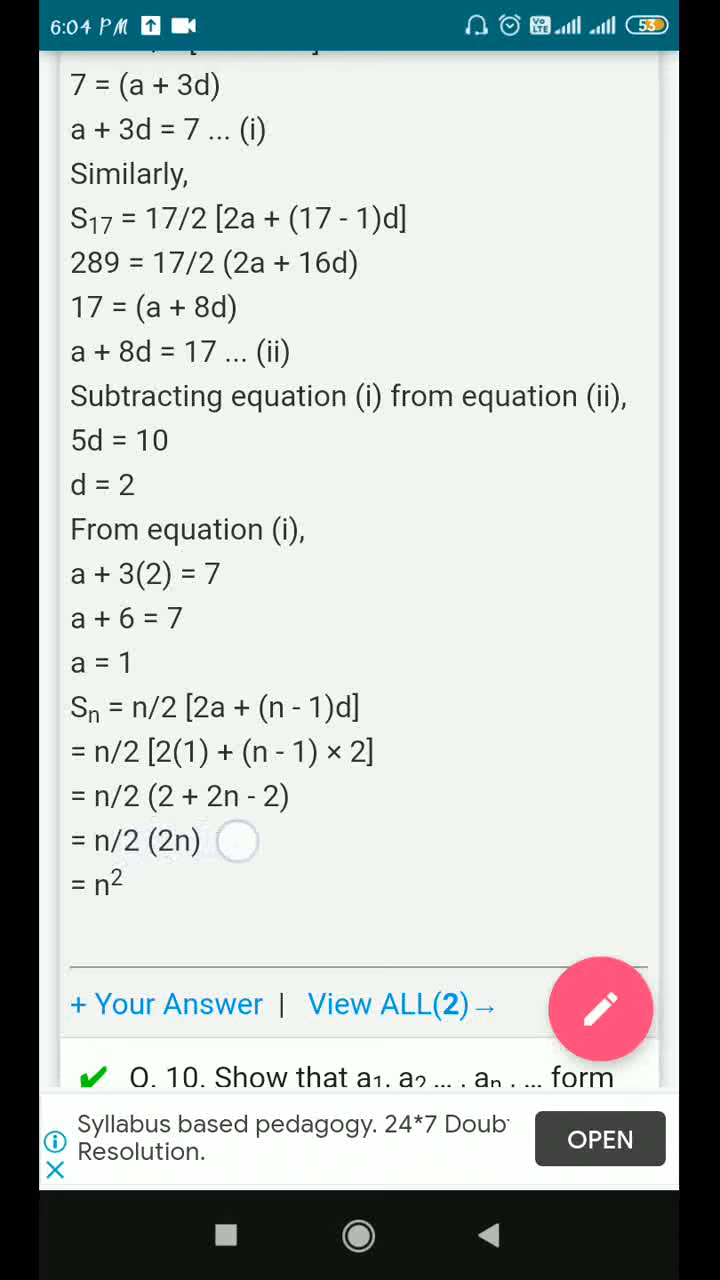 6:04 PM VO LTE 53
7 = (a + 3d)
a + 3d = 7 ... (i)
Similarly,
S₁₇ = 17/2 [2a + (17 - 1)d]
289 = 17/2 (2a + 16d)
17 = (a + 8d)
a + 8d = 17 ... (ii)
Subtracting equation (i) from equation (ii),
5d = 10
d = 2
From equation (i),
a + 3(2) = 7
a + 6 = 7
a = 1
Sₙ = n/2 [2a + (n - 1)d]
= n/2 [2(1) + (n - 1) × 2]
= n/2 (2 + 2n - 2)
= n/2 (2n)
= n²
+ Your Answer | View ALL(2) →
Q. 10. Show that a₁, a₂ ... , aₙ , ... form
Syllabus based pedagogy. 24*7 Doub
Resolution.
OPEN